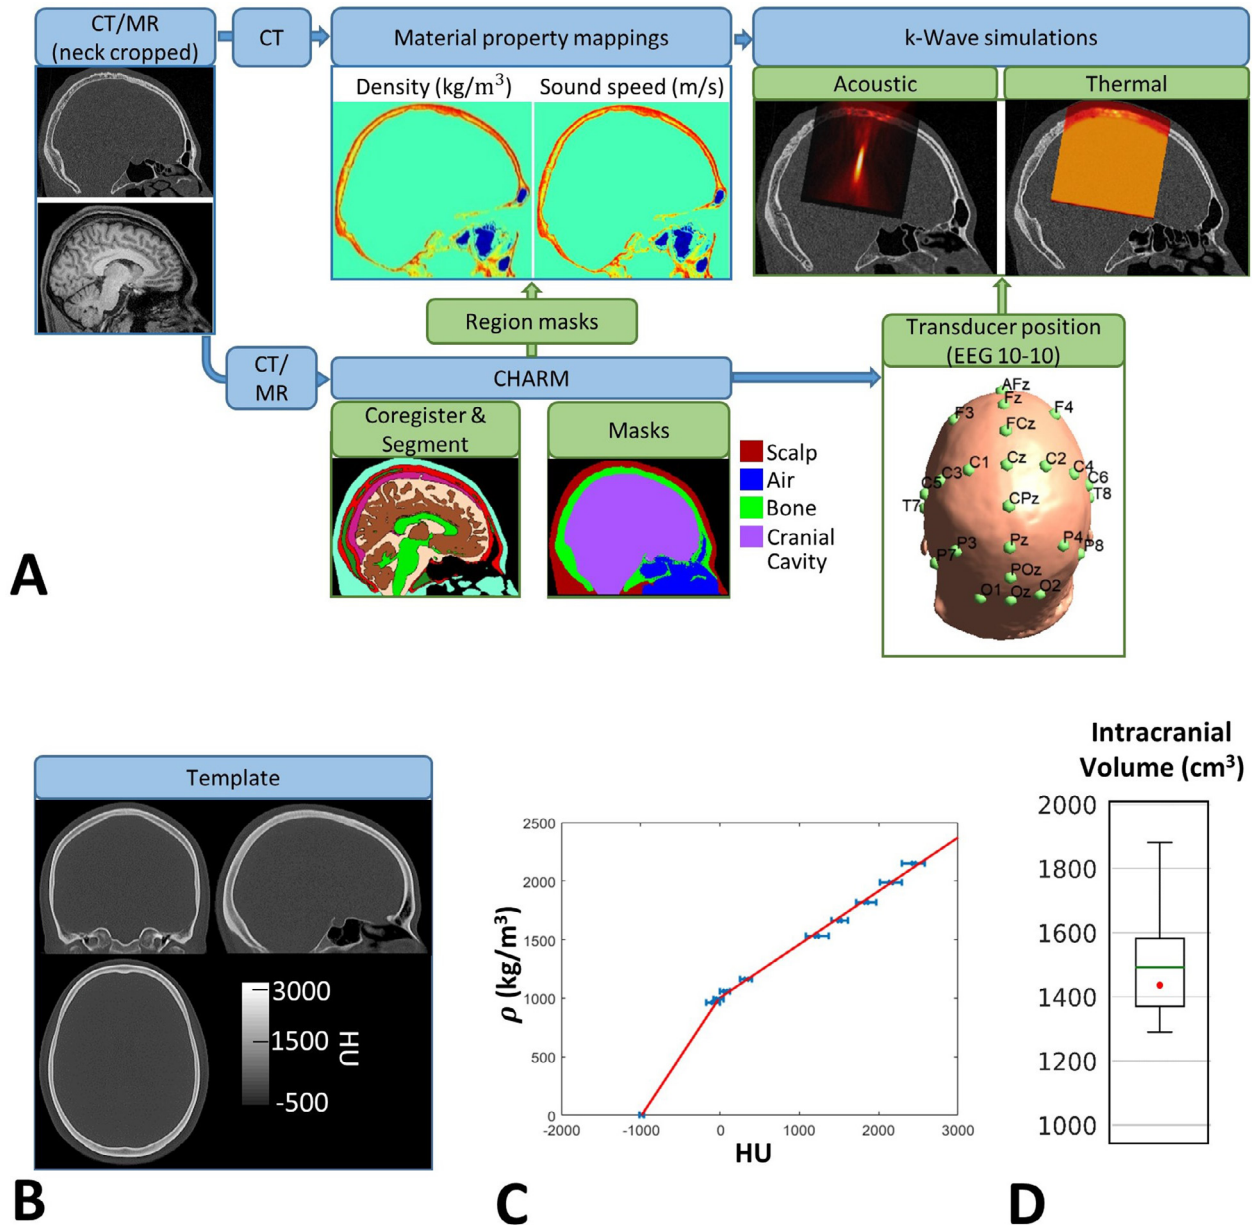 CT/MR
(neck cropped)
CT
Material property mappings
k-Wave simulations
Density (kg/m³)
Sound speed (m/s)
Acoustic
Thermal
Region masks
CT/
MR
CHARM
Transducer position
(EEG 10-10)
Coregister &
Segment
Masks
Scalp
Air
Bone
Cranial
Cavity
AFz
Fz
F3
F4
FCz
C1
Cz
C2
C3
C4
C5
C6
T7
T8
CPz
P3
Pz
P4
P7
P8
POz
O1
Oz
O2
A
Template
3000
1500
-500
HU
B
2500
2000
1500
1000
500
0
-2000
-1000
0
1000
2000
3000
ρ (kg/m³)
HU
C
Intracranial
Volume (cm³)
2000
1800
1600
1400
1200
1000
D